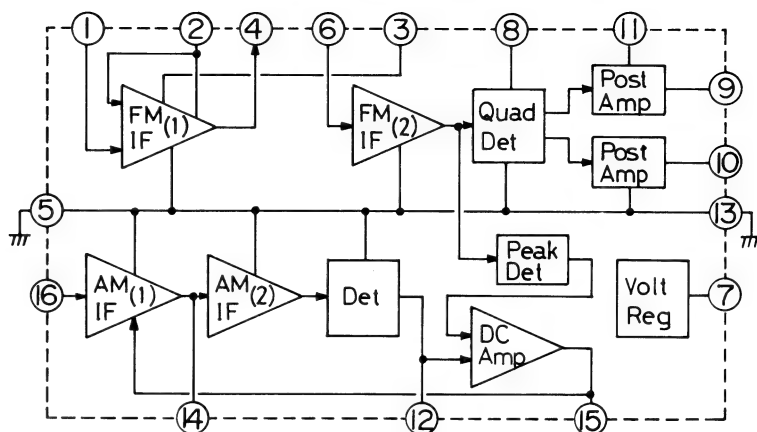 1 2 4 6 3 8 11
FM(1)
IF
FM(2)
IF
Quad
Det
Post
Amp
9
Post
Amp
10
5
13
16
AM(1)
IF
AM(2)
IF
Det
Peak
Det
DC
Amp
Volt
Reg
7
14 12 15